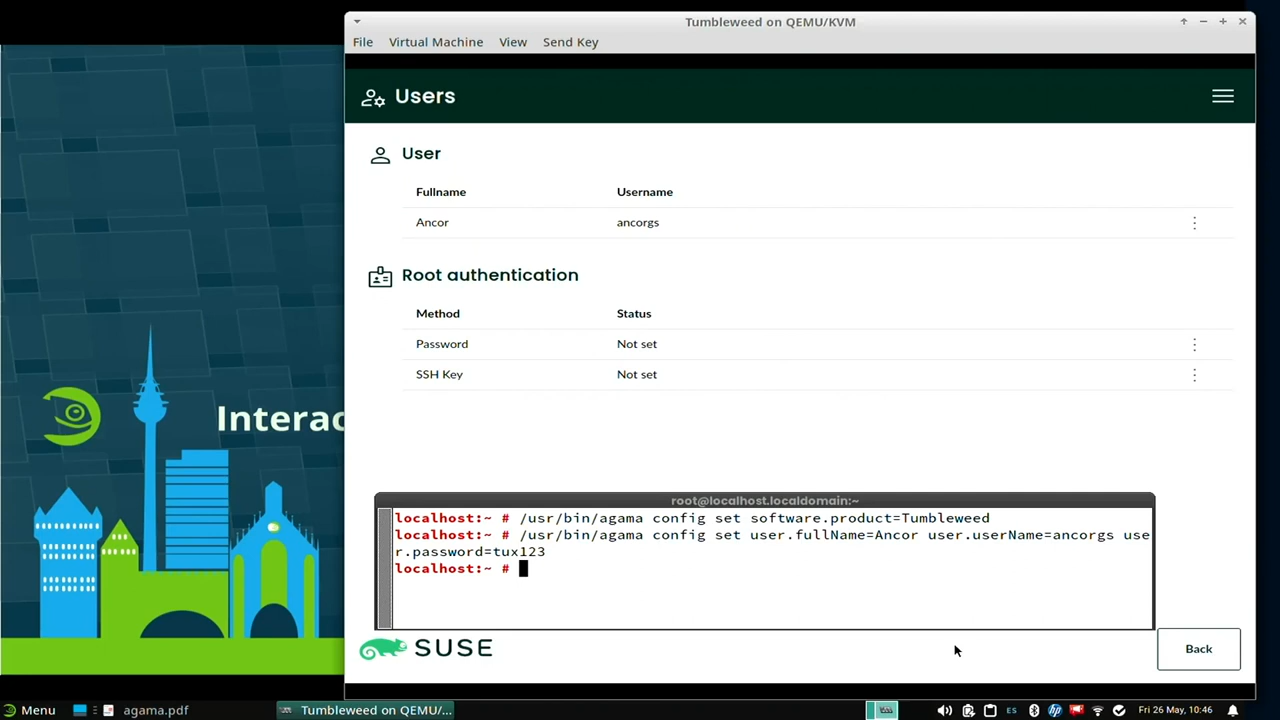 Tumbleweed on QEMU/KVM
File Virtual Machine View Send Key
Users
User
Fullname Username
Ancor ancorgs
Root authentication
Method Status
Password Not set
SSH Key Not set
Interac
root@localhost.localdomain:~
localhost:~ # /usr/bin/agama config set software.product=Tumbleweed
localhost:~ # /usr/bin/agama config set user.fullName=Ancor user.userName=ancorgs use
r.password=tux123
localhost:~ #
SUSE
Back
Menu agama.pdf Tumbleweed on QEMU/KVM/... ES Fri 26 May, 10:46